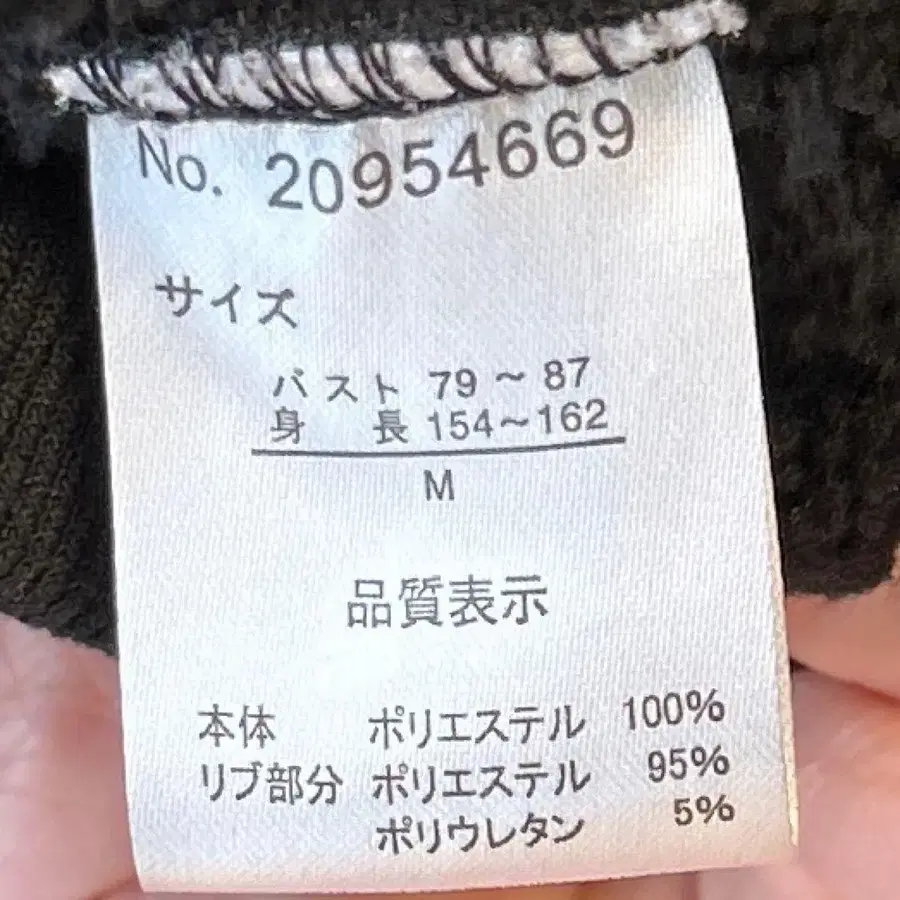 No. 20954669
サイズ
バスト 79 ~ 87
身 長 154~162
M
品質表示
本体 ポリエステル 100%
リブ部分 ポリエステル 95%
ポリウレタン 5%